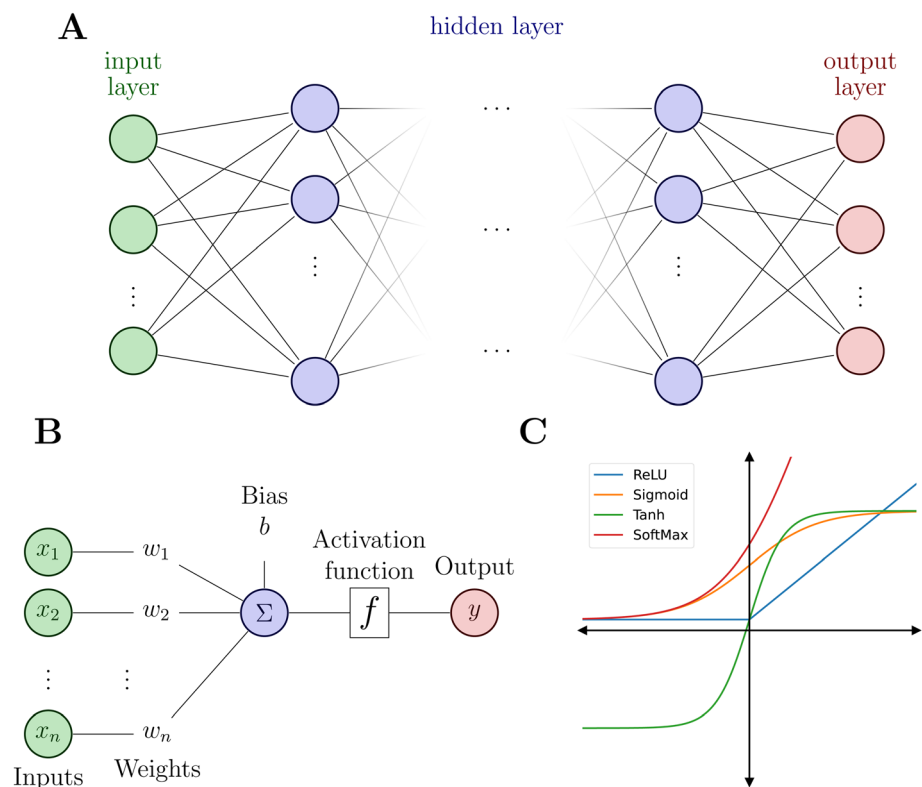 A
hidden layer
input
layer
output
layer
...
⋮
⋮
...
⋮
⋮
...
B
Bias
b
Activation
function
Output
x₁
w₁
x₂
w₂
Σ
f
y
⋮
⋮
xₙ
wₙ
Inputs
Weights
C
ReLU
Sigmoid
Tanh
SoftMax